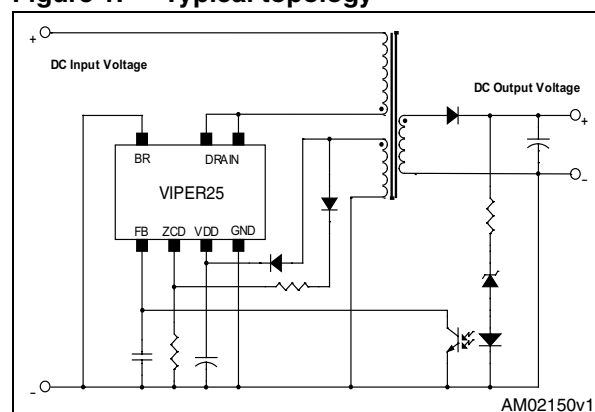 Figure 1. Typical topology
+
DC Input Voltage
DC Output Voltage
+
BR DRAIN
VIPER25
-
FB ZCD VDD GND
-
AM02150v1